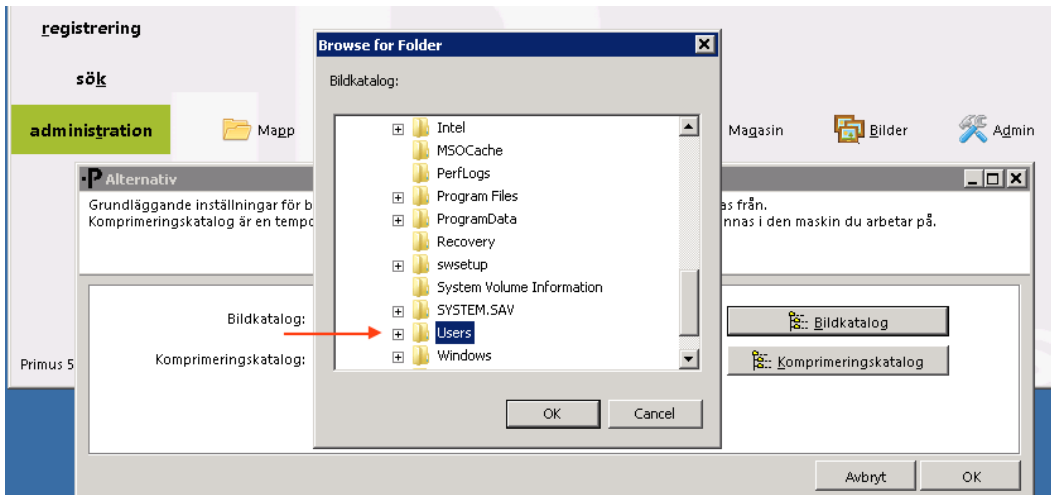 registrering
sök
administration
Mapp
Magasin
Bilder
Admin
Browse for Folder
Bildkatalog:
Intel
MSOCache
PerfLogs
Program Files
ProgramData
Recovery
swsetup
System Volume Information
SYSTEM.SAV
Users
Windows
OK
Cancel
Alternativ
Grundläggande inställningar för b
as från.
Komprimeringskatalog är en tempo
nnas i den maskin du arbetar på.
Bildkatalog:
Bildkatalog
Komprimeringskatalog:
Komprimeringskatalog
Primus 5
Avbryt
OK